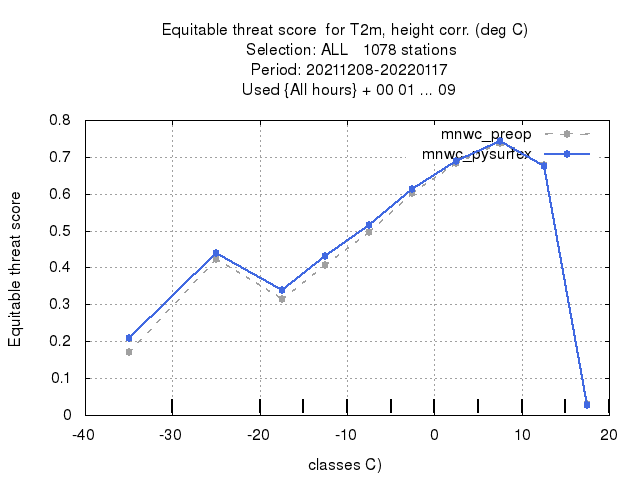 Equitable threat score for T2m, height corr. (deg C)
Selection: ALL 1078 stations
Period: 20211208-20220117
Used {All hours} + 00 01 ... 09
mnwc_preop
mnwc_pysurfex
Equitable threat score
0.8
0.7
0.6
0.5
0.4
0.3
0.2
0.1
0
-40 -30 -20 -10 0 10 20
classes C)